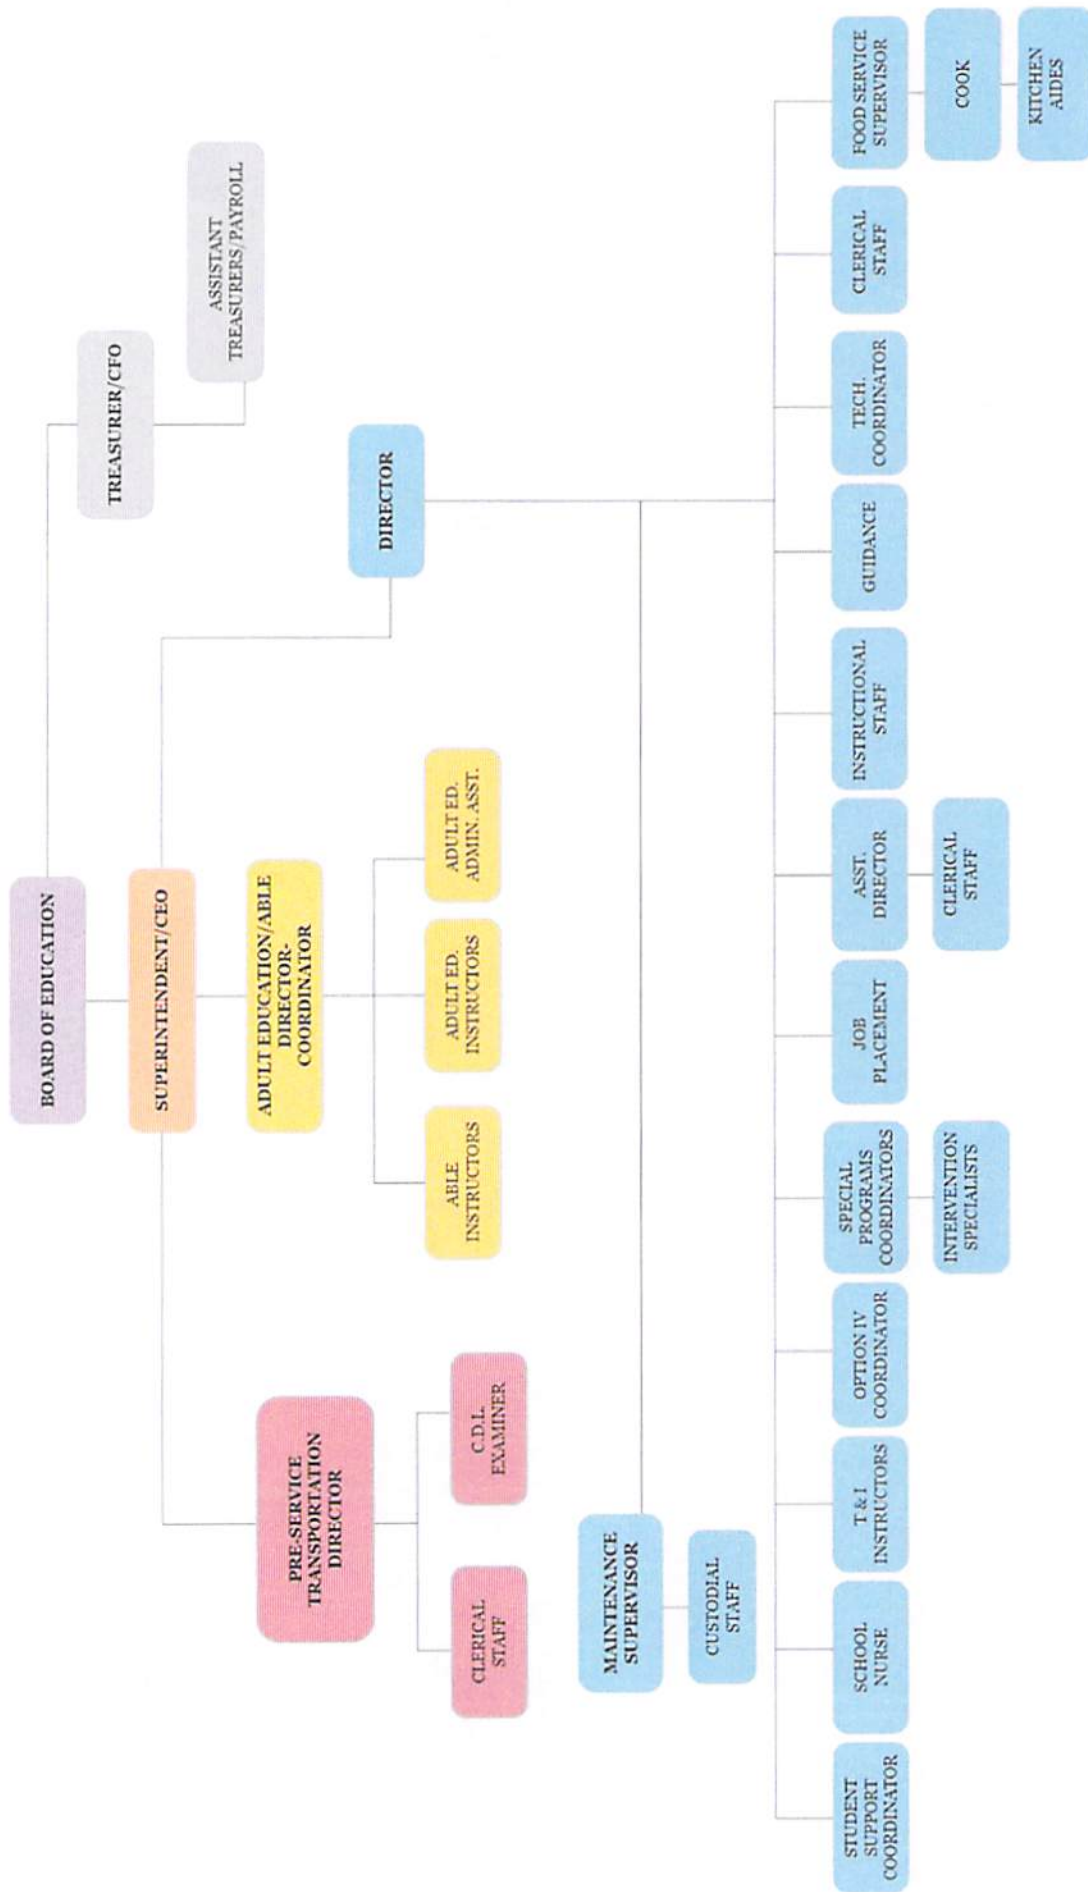 BOARD OF EDUCATION
SUPERINTENDENT/CEO
TREASURER/CFO
ASSISTANT
TREASURERS/PAYROLL
PRE-SERVICE
TRANSPORTATION
DIRECTOR
CLERICAL
STAFF
C.D.L.
EXAMINER
ADULT EDUCATION/ABLE
DIRECTOR-
COORDINATOR
ABLE
INSTRUCTORS
ADULT ED.
INSTRUCTORS
ADULT ED.
ADMIN. ASST.
DIRECTOR
MAINTENANCE
SUPERVISOR
CUSTODIAL
STAFF
STUDENT
SUPPORT
COORDINATOR
SCHOOL
NURSE
T & I
INSTRUCTORS
OPTION IV
COORDINATOR
SPECIAL
PROGRAMS
COORDINATORS
INTERVENTION
SPECIALISTS
JOB
PLACEMENT
ASST.
DIRECTOR
CLERICAL
STAFF
INSTRUCTIONAL
STAFF
GUIDANCE
TECH.
COORDINATOR
CLERICAL
STAFF
FOOD SERVICE
SUPERVISOR
COOK
KITCHEN
AIDES